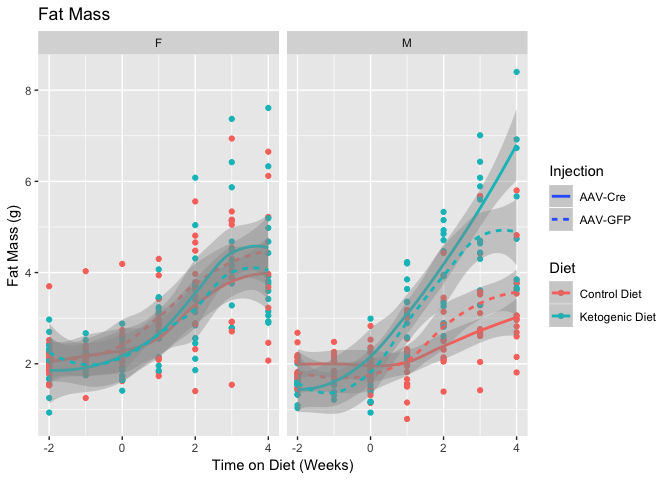 Fat Mass
F
M
8
6
4
2
Fat Mass (g)
-2
0
2
4
-2
0
2
4
Time on Diet (Weeks)
Injection
AAV-Cre
AAV-GFP
Diet
Control Diet
Ketogenic Diet